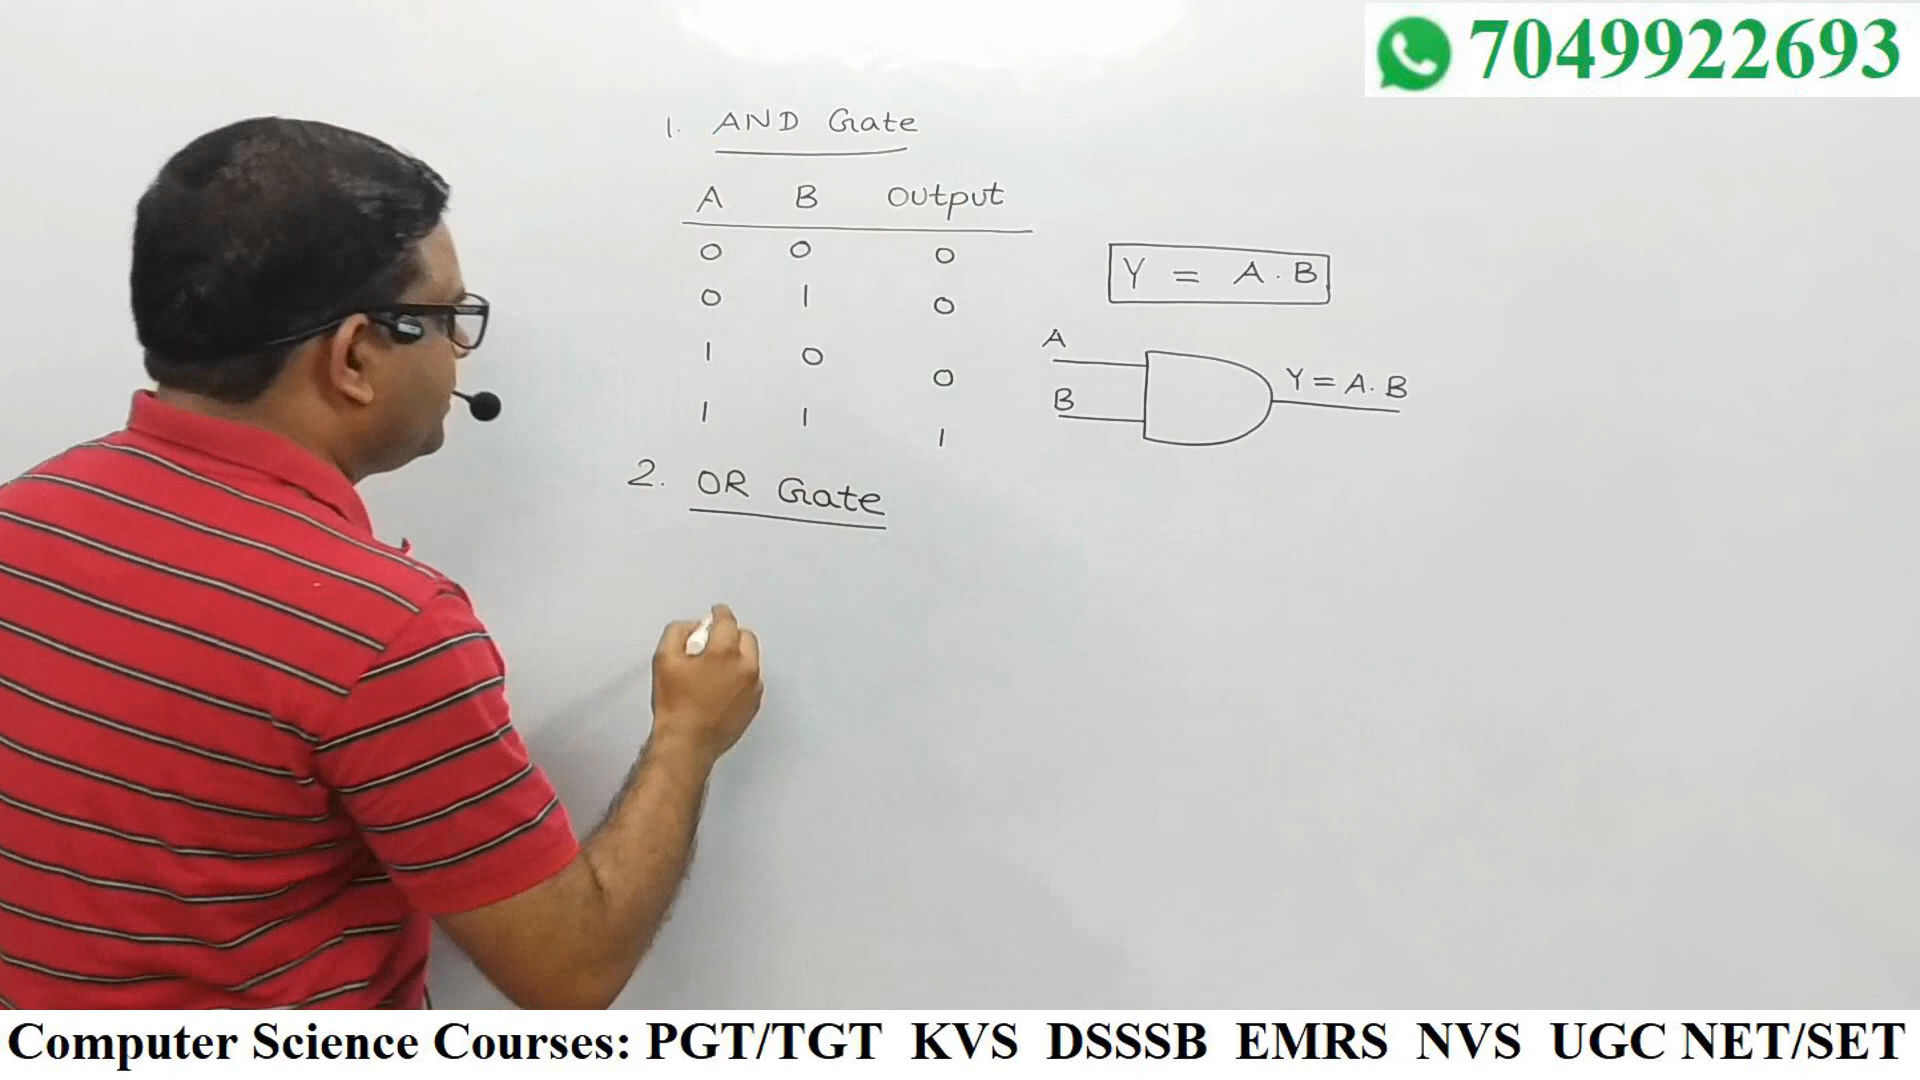 7049922693
1. AND Gate
A B Output
0 0 0
0 1 0
1 0 0
1 1 1
Y = A.B
A
B
Y = A.B
2. OR Gate
Computer Science Courses: PGT/TGT KVS DSSSB EMRS NVS UGC NET/SET